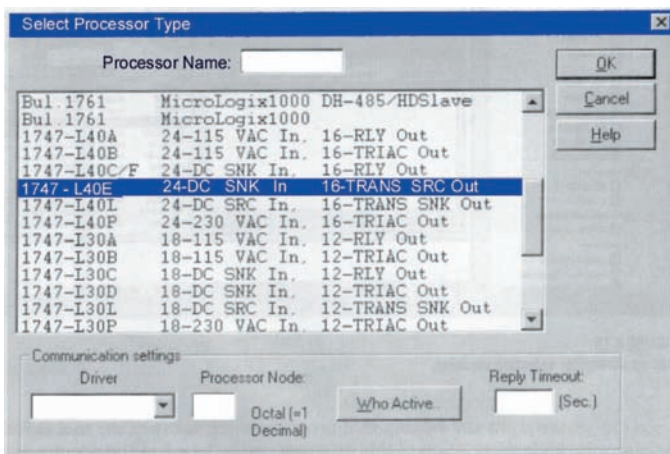 Select Processor Type
Processor Name:
OK
Cancel
Help
Bul.1761 MicroLogix1000 DH-485/HDSlave
Bul.1761 MicroLogix1000
1747-L40A 24-115 VAC In, 16-RLY Out
1747-L40B 24-115 VAC In, 16-TRIAC Out
1747-L40C/F 24-DC SNK In, 16-RLY Out
1747 - L40E 24-DC SNK In 16-TRANS SRC Out
1747-L40L 24-DC SRC In, 16-TRANS SNK Out
1747-L40P 24-230 VAC In, 16-TRIAC Out
1747-L30A 18-115 VAC In, 12-RLY Out
1747-L30B 18-115 VAC In, 12-TRIAC Out
1747-L30C 18-DC SNK In, 12-RLY Out
1747-L30D 18-DC SNK In, 12-TRIAC Out
1747-L30L 18-DC SRC In, 12-TRANS SNK Out
1747-L30P 18-230 VAC In, 12-TRIAC Out
Communication settings
Driver
Processor Node:
Octal (=1
Decimal)
Who Active...
Reply Timeout:
(Sec.)